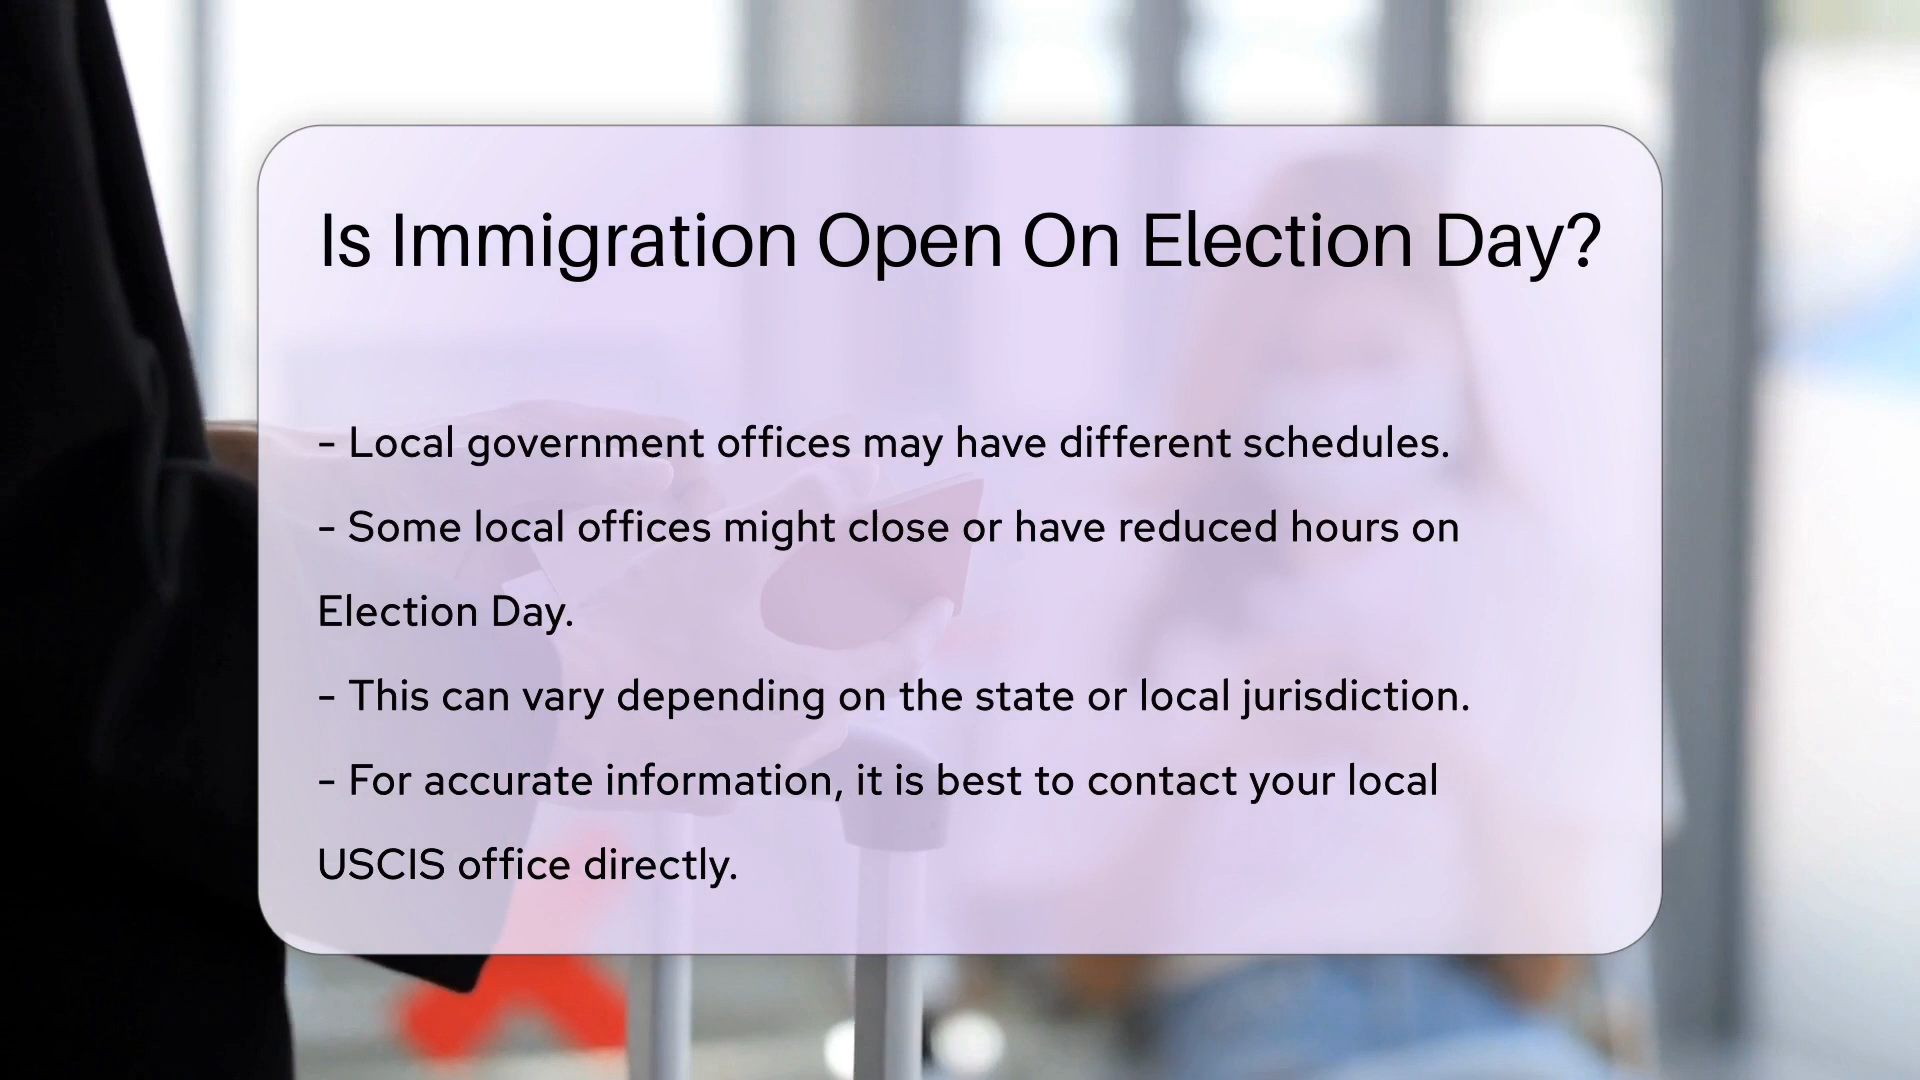 Is Immigration Open On Election Day?
- Local government offices may have different schedules.
- Some local offices might close or have reduced hours on
Election Day.
- This can vary depending on the state or local jurisdiction.
- For accurate information, it is best to contact your local
USCIS office directly.